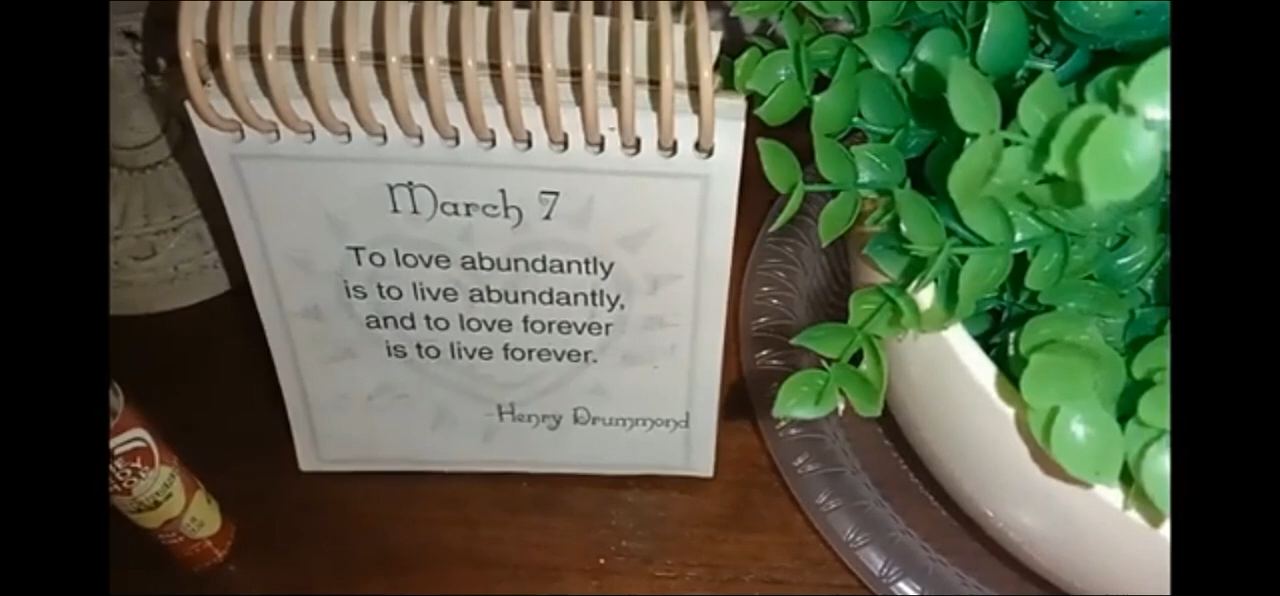 March 7
To love abundantly
is to live abundantly,
and to love forever
is to live forever.
-Henry Drummond